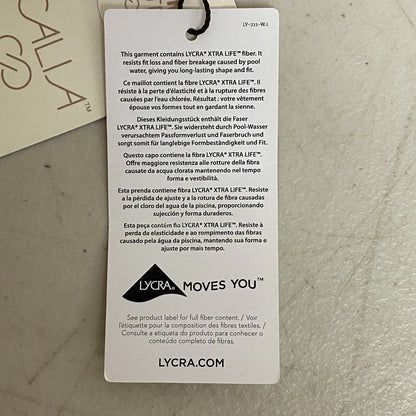 CALIA™
LY-211-W.1
This garment contains LYCRA® XTRA LIFE™ fiber. It
resists fit loss and fiber breakage caused by pool
water, giving you long-lasting shape and fit.
Ce maillot contient la fibre LYCRA® XTRA LIFE™. Il
résiste à la perte d'élasticité et à la rupture des fibres
causées par l'eau chlorée. Résultat : votre vêtement
épouse vos formes tout en gardant la sienne.
Dieses Kleidungsstück enthält die Faser
LYCRA® XTRA LIFE™. Sie widersteht durch Pool-Wasser
verursachtem Passformverlust und Faserbruch und
sorgt somit für langlebige Formbeständigkeit und Fit.
Questo capo contiene la fibra LYCRA® XTRA LIFE™.
Offre maggiore resistenza alle rotture della fibra
causate da acqua clorata mantenendo nel tempo
forma e vestibilità.
Esta prenda contiene fibra LYCRA® XTRA LIFE™. Resiste
a la pérdida de ajuste y a la rotura de fibras causadas
por el cloro del agua de la piscina, proporcionando
sujección y forma duraderos.
Esta peça contém fio LYCRA® XTRA LIFE™. Resiste à
perda da elasticidade e ao rompimento das fibras
causado pela água da piscina, mantendo sua forma e
ajuste por mais tempo.
LYCRA® MOVES YOU™
See product label for full fiber content. / Voir
l'étiquette pour la composition des fibres textiles. /
Consulte a etiqueta do produto para conhecer o
conteúdo completo de fibras.
LYCRA.COM